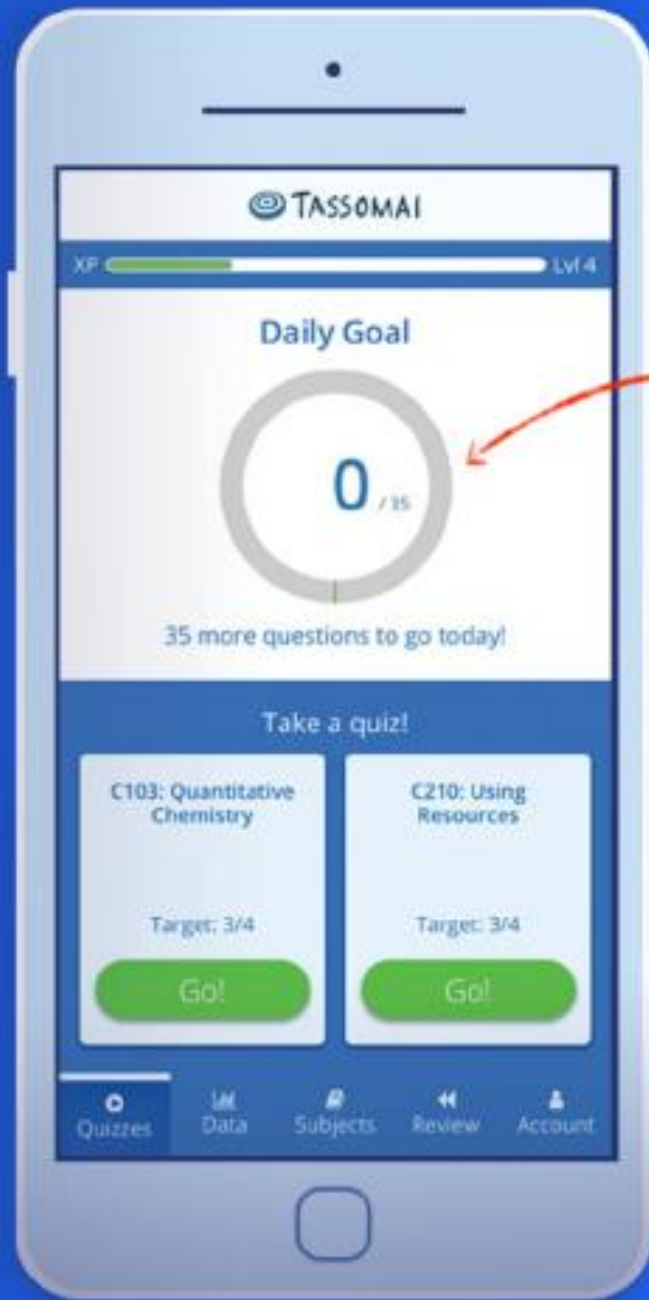 TASSOMAI
XP Lvl 4
Daily Goal
0 / 35
35 more questions to go today!
Take a quiz!
C103: Quantitative
Chemistry
Target: 3/4
Go!
C210: Using
Resources
Target: 3/4
Go!
Quizzes Data Subjects Review Account